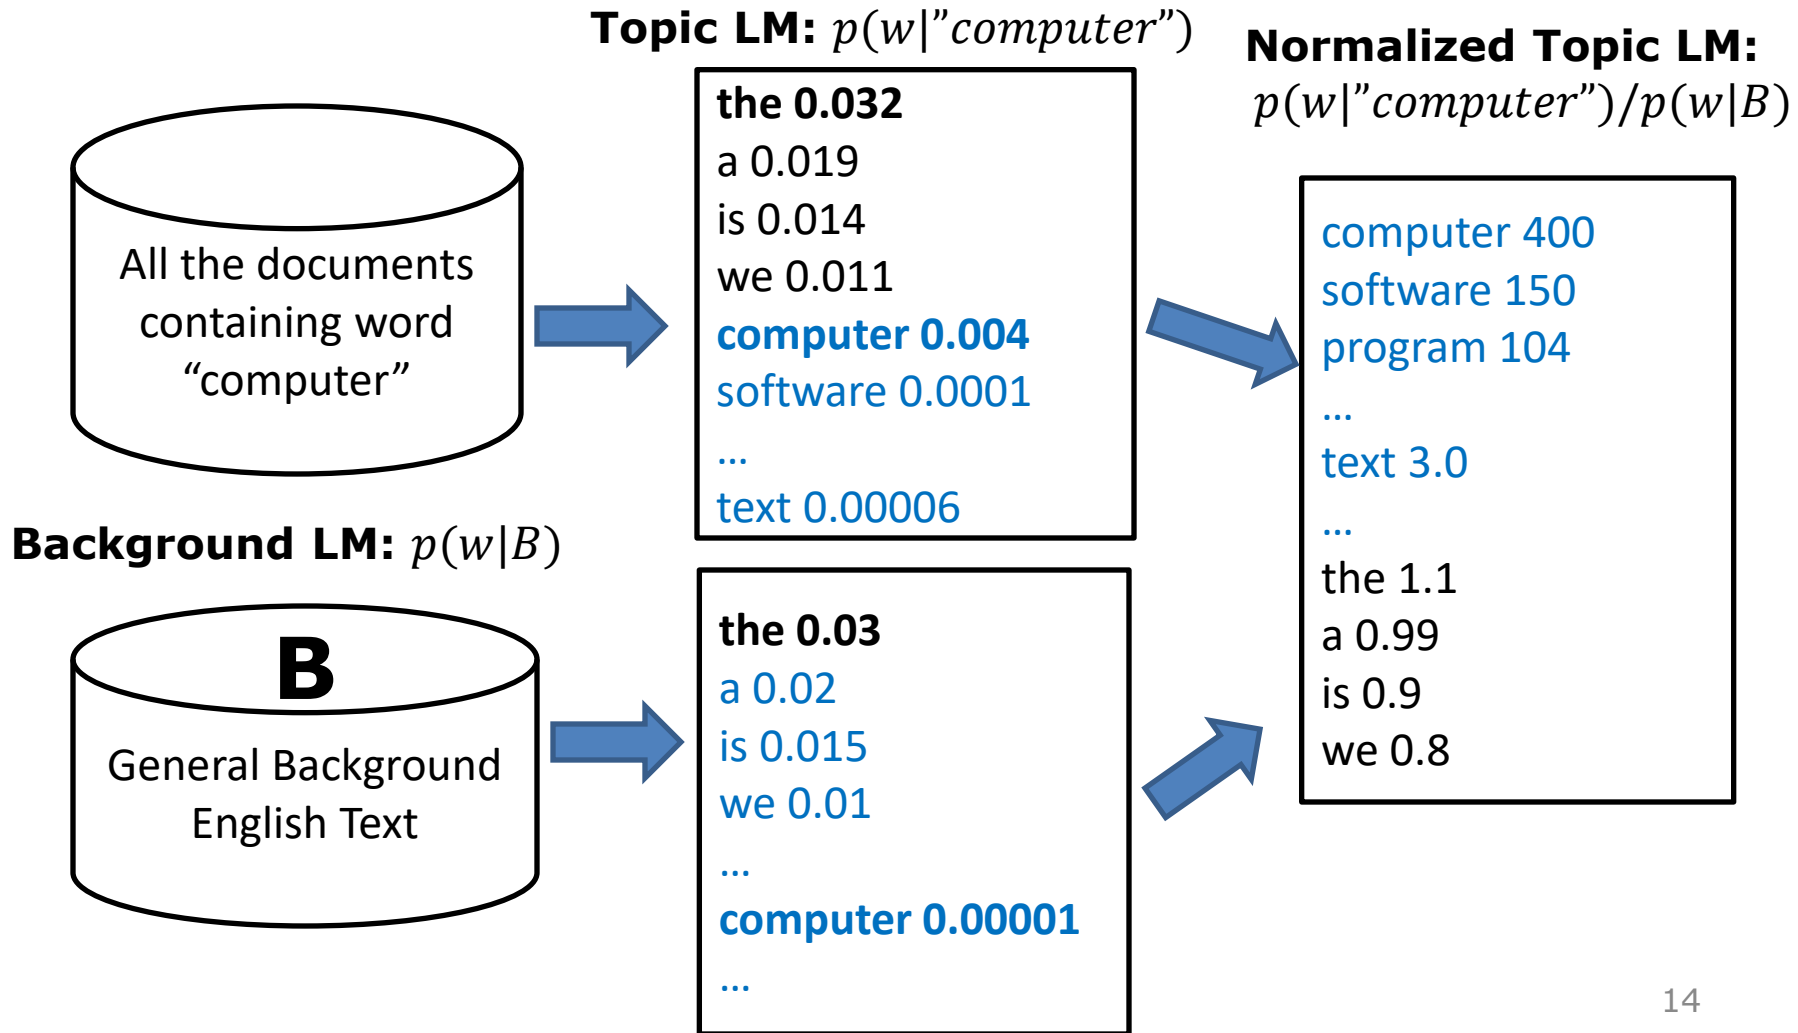 Topic LM: p(w|”computer”)
Normalized Topic LM:
p(w|”computer”)/p(w|B)
All the documents
containing word
“computer”
the 0.032
a 0.019
is 0.014
we 0.011
computer 0.004
software 0.0001
...
text 0.00006
computer 400
software 150
program 104
...
text 3.0
...
the 1.1
a 0.99
is 0.9
we 0.8
Background LM: p(w|B)
B
General Background
English Text
the 0.03
a 0.02
is 0.015
we 0.01
...
computer 0.00001
...
14